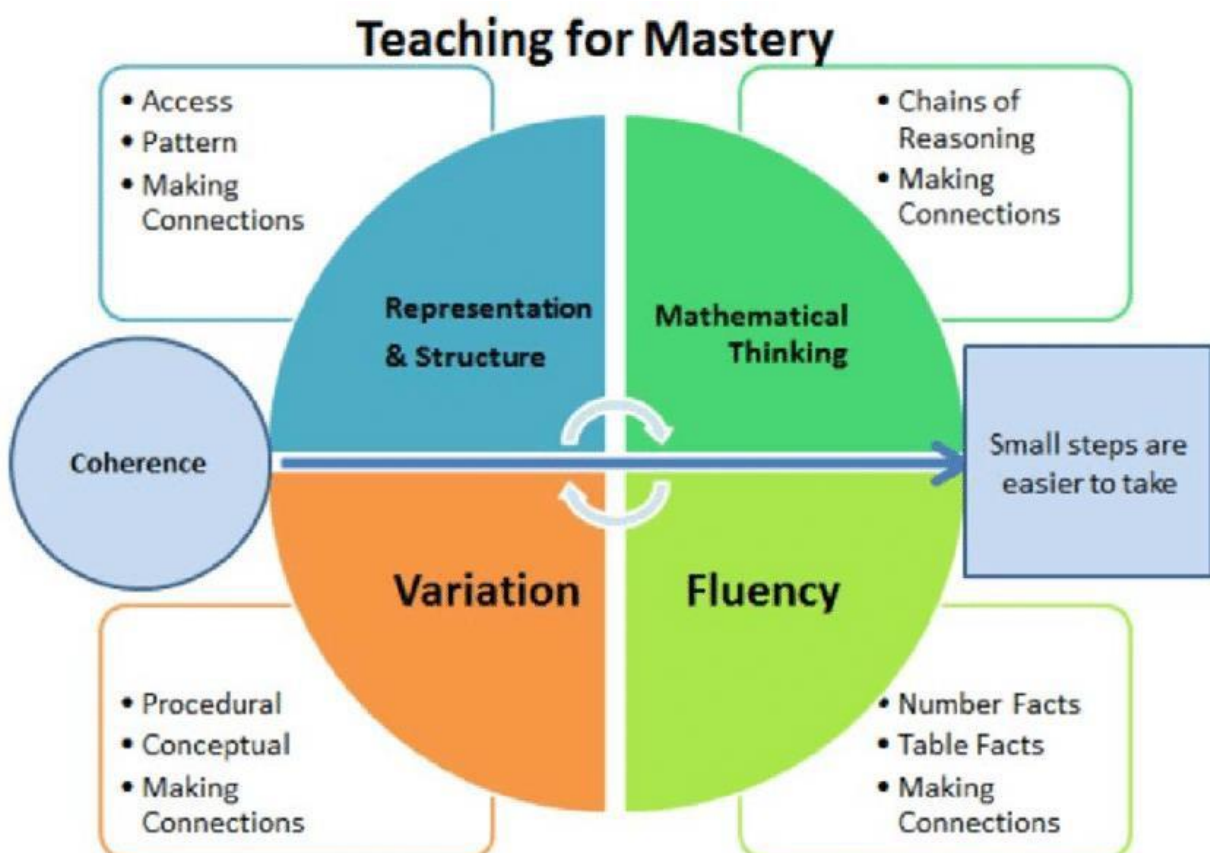 Teaching for Mastery
• Access
• Pattern
• Making
Connections
• Chains of
Reasoning
• Making
Connections
Representation
& Structure
Mathematical
Thinking
Coherence
Small steps are
easier to take
Variation
Fluency
• Procedural
• Conceptual
• Making
Connections
• Number Facts
• Table Facts
• Making
Connections